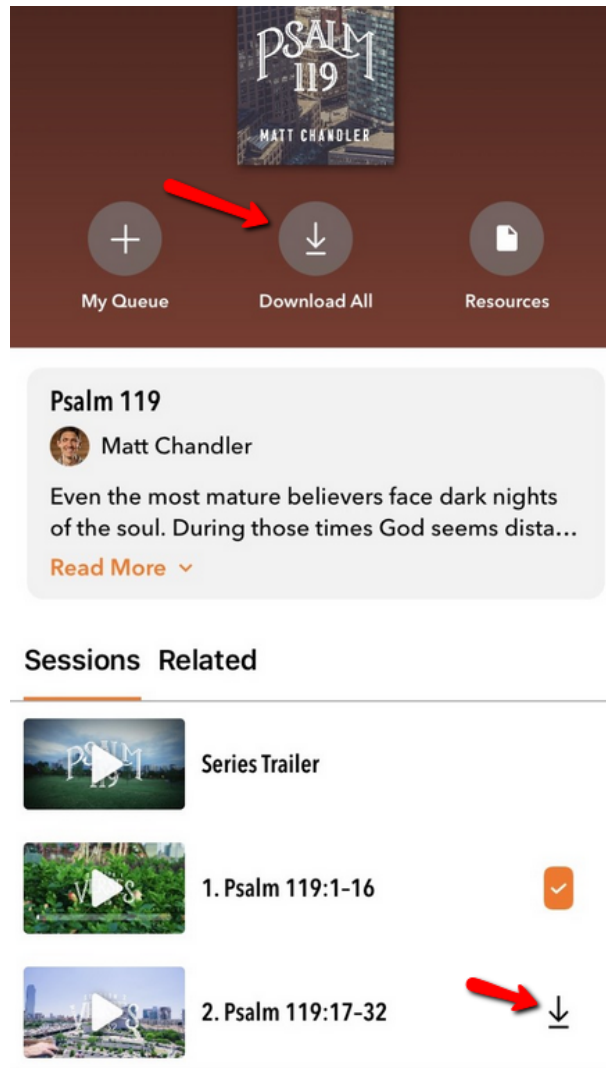 PSALM
119
MATT CHANDLER
My Queue
Download All
Resources
Psalm 119
Matt Chandler
Even the most mature believers face dark nights
of the soul. During those times God seems dista...
Read More
Sessions Related
PSALM
119
Series Trailer
1. Psalm 119:1–16
2. Psalm 119:17–32